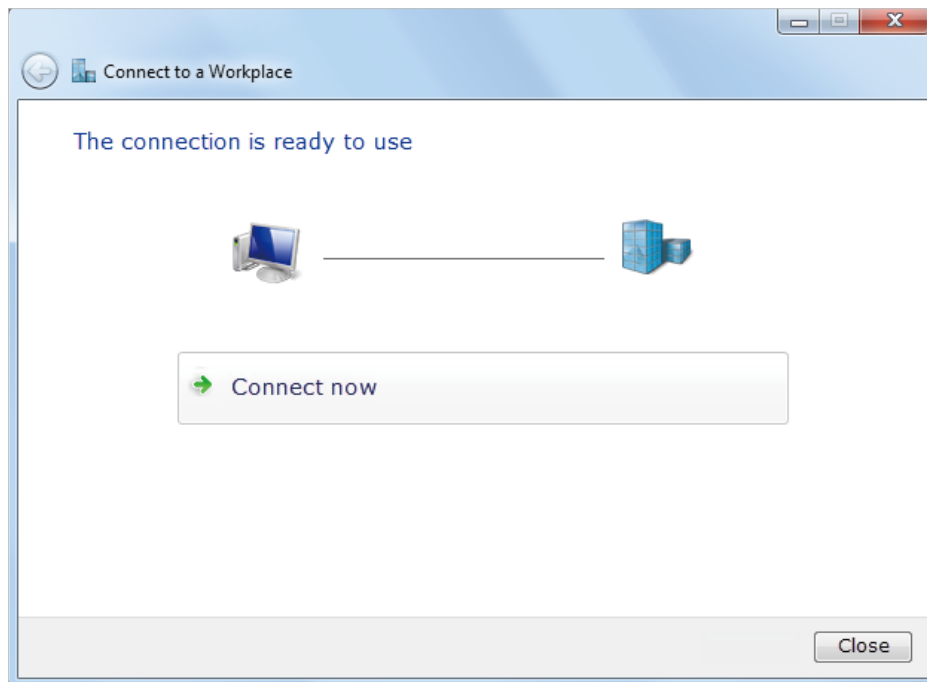 Connect to a Workplace
The connection is ready to use
Connect now
Close